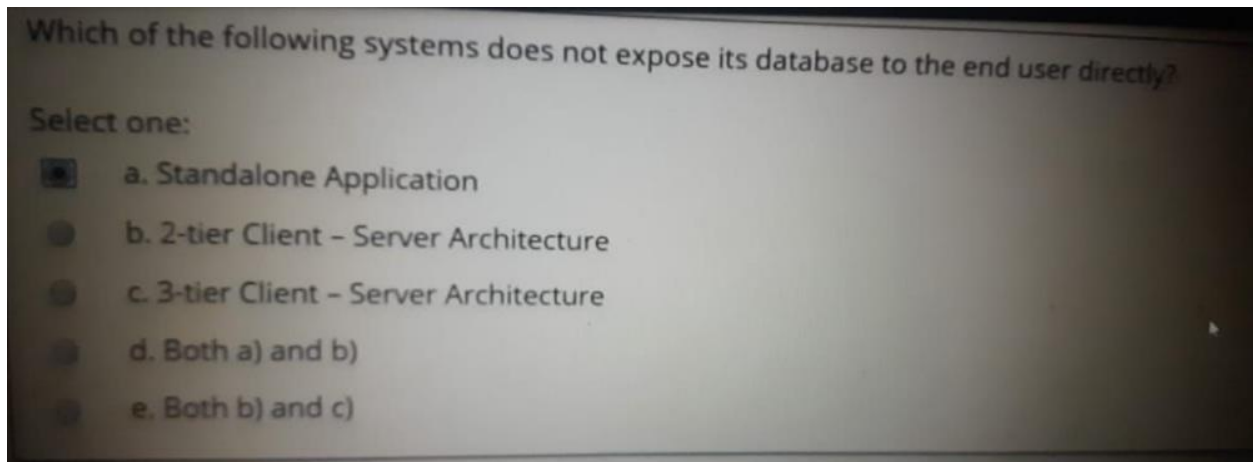 Which of the following systems does not expose its database to the end user directly?
Select one:
a. Standalone Application
b. 2-tier Client – Server Architecture
c. 3-tier Client – Server Architecture
d. Both a) and b)
e. Both b) and c)